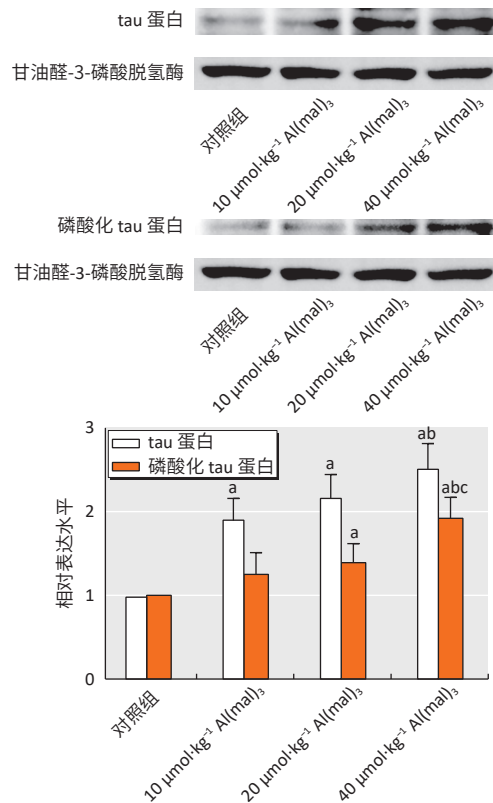 tau 蛋白
甘油醛-3-磷酸脱氢酶
对照组
10 μmol·kg⁻¹ Al(mal)₃
20 μmol·kg⁻¹ Al(mal)₃
40 μmol·kg⁻¹ Al(mal)₃
磷酸化 tau 蛋白
甘油醛-3-磷酸脱氢酶
对照组
10 μmol·kg⁻¹ Al(mal)₃
20 μmol·kg⁻¹ Al(mal)₃
40 μmol·kg⁻¹ Al(mal)₃
3
2
1
0
相对表达水平
tau 蛋白
磷酸化 tau 蛋白
a
a
a
ab
abc
对照组
10 μmol·kg⁻¹ Al(mal)₃
20 μmol·kg⁻¹ Al(mal)₃
40 μmol·kg⁻¹ Al(mal)₃